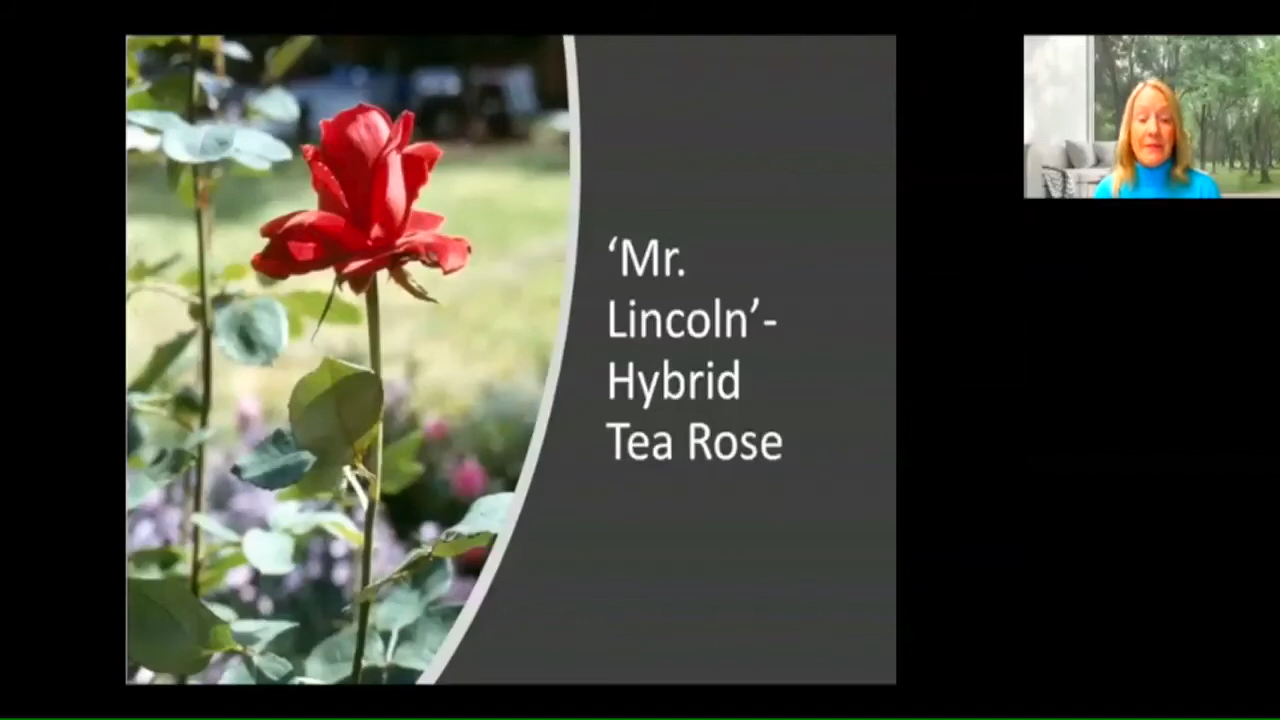 ‘Mr.
Lincoln’-
Hybrid
Tea Rose